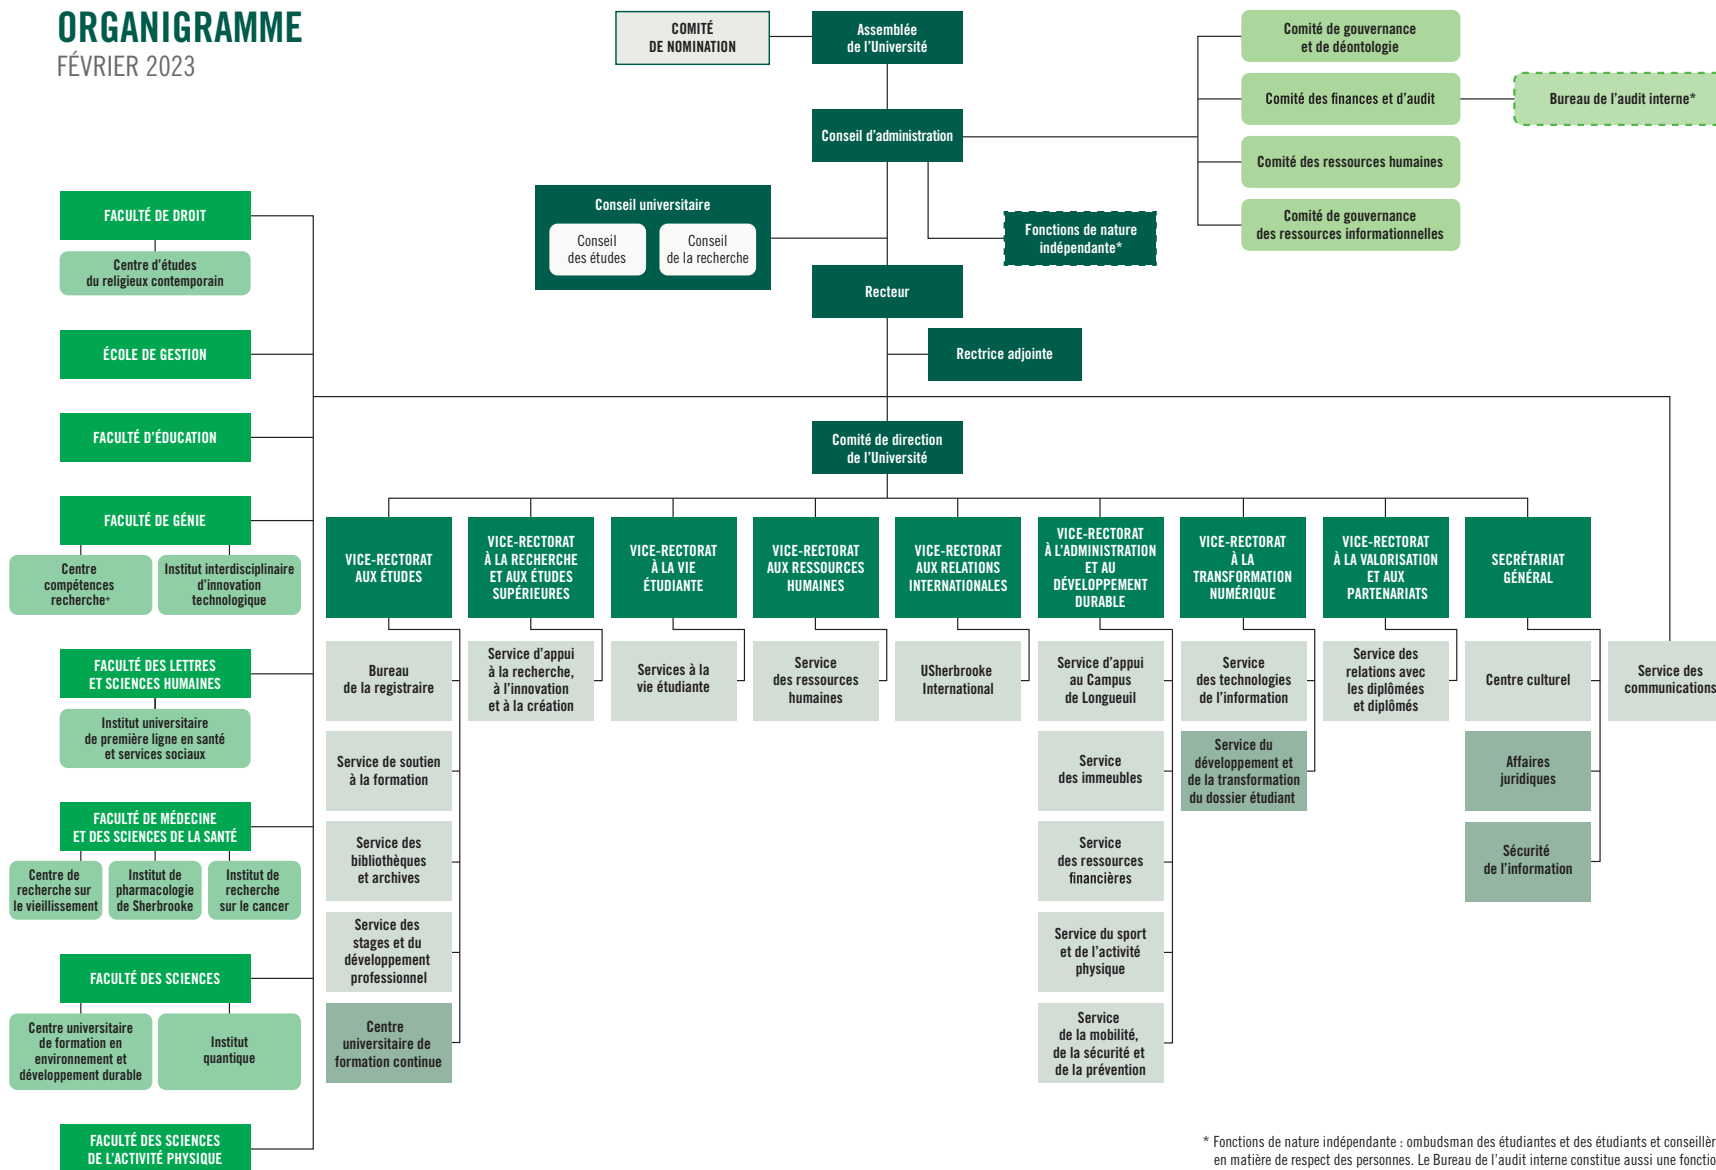 ORGANIGRAMME
FÉVRIER 2023
COMITÉ
DE NOMINATION
Assemblée
de l'Université
Conseil d'administration
Comité de gouvernance
et de déontologie
Comité des finances et d'audit
Bureau de l'audit interne*
Comité des ressources humaines
Comité de gouvernance
des ressources informationnelles
Conseil universitaire
Conseil
des études
Conseil
de la recherche
Fonctions de nature
indépendante*
Recteur
Rectrice adjointe
Comité de direction
de l'Université
FACULTÉ DE DROIT
Centre d'études
du religieux contemporain
ÉCOLE DE GESTION
FACULTÉ D'ÉDUCATION
FACULTÉ DE GÉNIE
Centre
compétences
recherche+
Institut interdisciplinaire
d'innovation
technologique
FACULTÉ DES LETTRES
ET SCIENCES HUMAINES
Institut universitaire
de première ligne en santé
et services sociaux
FACULTÉ DE MÉDECINE
ET DES SCIENCES DE LA SANTÉ
Centre de
recherche sur
le vieillissement
Institut de
pharmacologie
de Sherbrooke
Institut de
recherche
sur le cancer
FACULTÉ DES SCIENCES
Centre universitaire
de formation en
environnement et
développement durable
Institut
quantique
FACULTÉ DES SCIENCES
DE L'ACTIVITÉ PHYSIQUE
VICE-RECTORAT
AUX ÉTUDES
Bureau
de la registraire
Service de soutien
à la formation
Service des
bibliothèques
et archives
Service des
stages et du
développement
professionnel
Centre
universitaire de
formation continue
VICE-RECTORAT
À LA RECHERCHE
ET AUX ÉTUDES
SUPÉRIEURES
Service d'appui
à la recherche,
à l'innovation
et à la création
VICE-RECTORAT
À LA VIE
ÉTUDIANTE
Services à la
vie étudiante
VICE-RECTORAT
AUX RESSOURCES
HUMAINES
Service
des ressources
humaines
VICE-RECTORAT
AUX RELATIONS
INTERNATIONALES
USherbrooke
International
VICE-RECTORAT
À L'ADMINISTRATION
ET AU
DÉVELOPPEMENT
DURABLE
Service d'appui
au Campus
de Longueuil
Service
des immeubles
Service
des ressources
financières
Service du sport
et de l'activité
physique
Service
de la mobilité,
de la sécurité et
de la prévention
VICE-RECTORAT
À LA
TRANSFORMATION
NUMÉRIQUE
Service
des technologies
de l'information
Service du
développement et
de la transformation
du dossier étudiant
VICE-RECTORAT
À LA VALORISATION
ET AUX
PARTENARIATS
Service des
relations avec
les diplômées
et diplômés
SECRÉTARIAT
GÉNÉRAL
Centre culturel
Affaires
juridiques
Sécurité
de l'information
Service des
communications
* Fonctions de nature indépendante : ombudsman des étudiantes et des étudiants et conseillèr
en matière de respect des personnes. Le Bureau de l'audit interne constitue aussi une fonctio